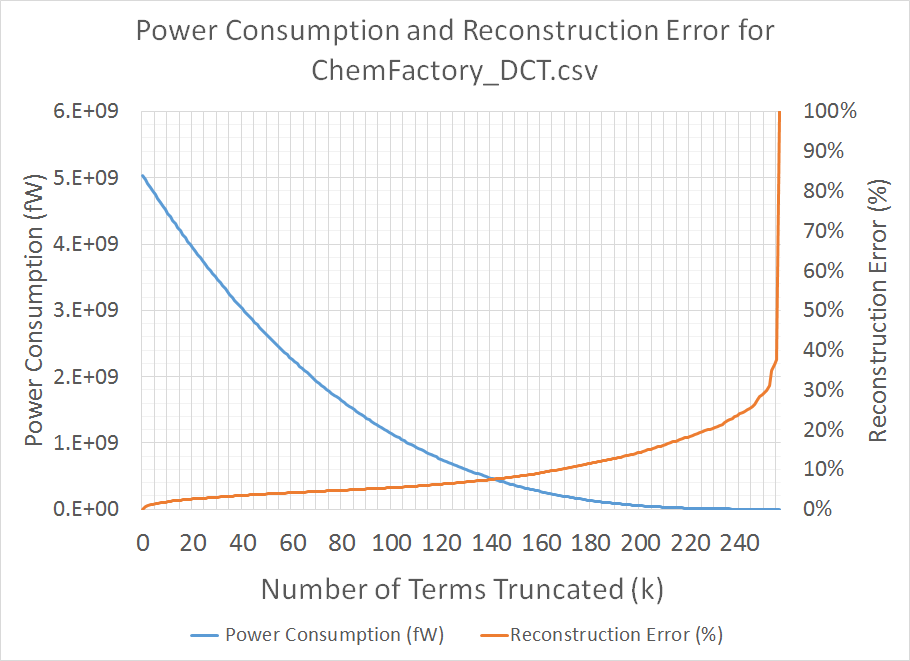 Power Consumption and Reconstruction Error for
ChemFactory_DCT.csv
Power Consumption (fW)
6.E+09
5.E+09
4.E+09
3.E+09
2.E+09
1.E+09
0.E+00
100%
90%
80%
70%
60%
50%
40%
30%
20%
10%
0%
Reconstruction Error (%)
0 20 40 60 80 100 120 140 160 180 200 220 240
Number of Terms Truncated (k)
Power Consumption (fW) Reconstruction Error (%)